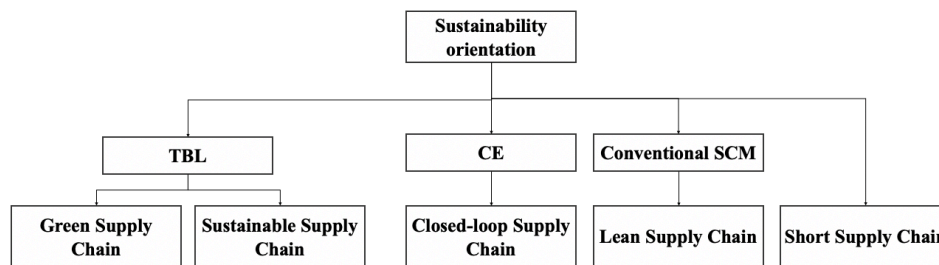 Sustainability
orientation
TBL
CE
Conventional SCM
Green Supply
Chain
Sustainable Supply
Chain
Closed-loop Supply
Chain
Lean Supply Chain
Short Supply Chain